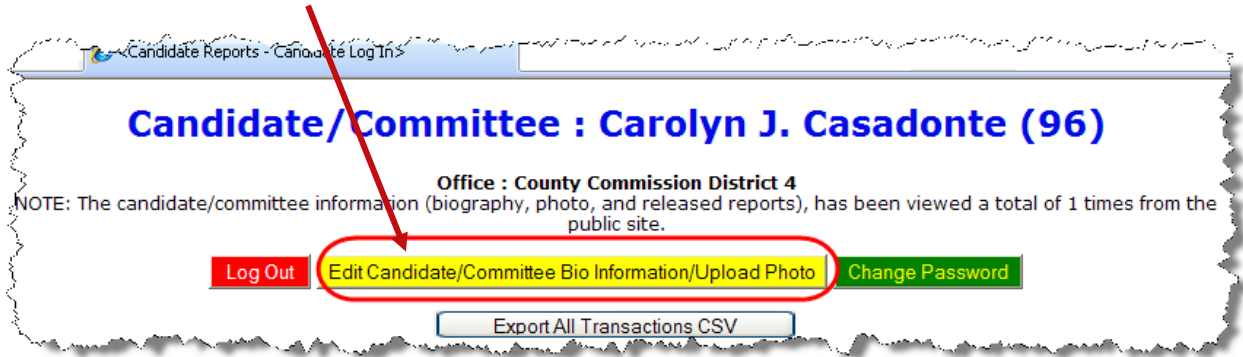 <Candidate Reports - Candidate Log In>
Candidate/Committee : Carolyn J. Casadonte (96)
Office : County Commission District 4
NOTE: The candidate/committee information (biography, photo, and released reports), has been viewed a total of 1 times from the
public site.
Log Out Edit Candidate/Committee Bio Information/Upload Photo Change Password
Export All Transactions CSV